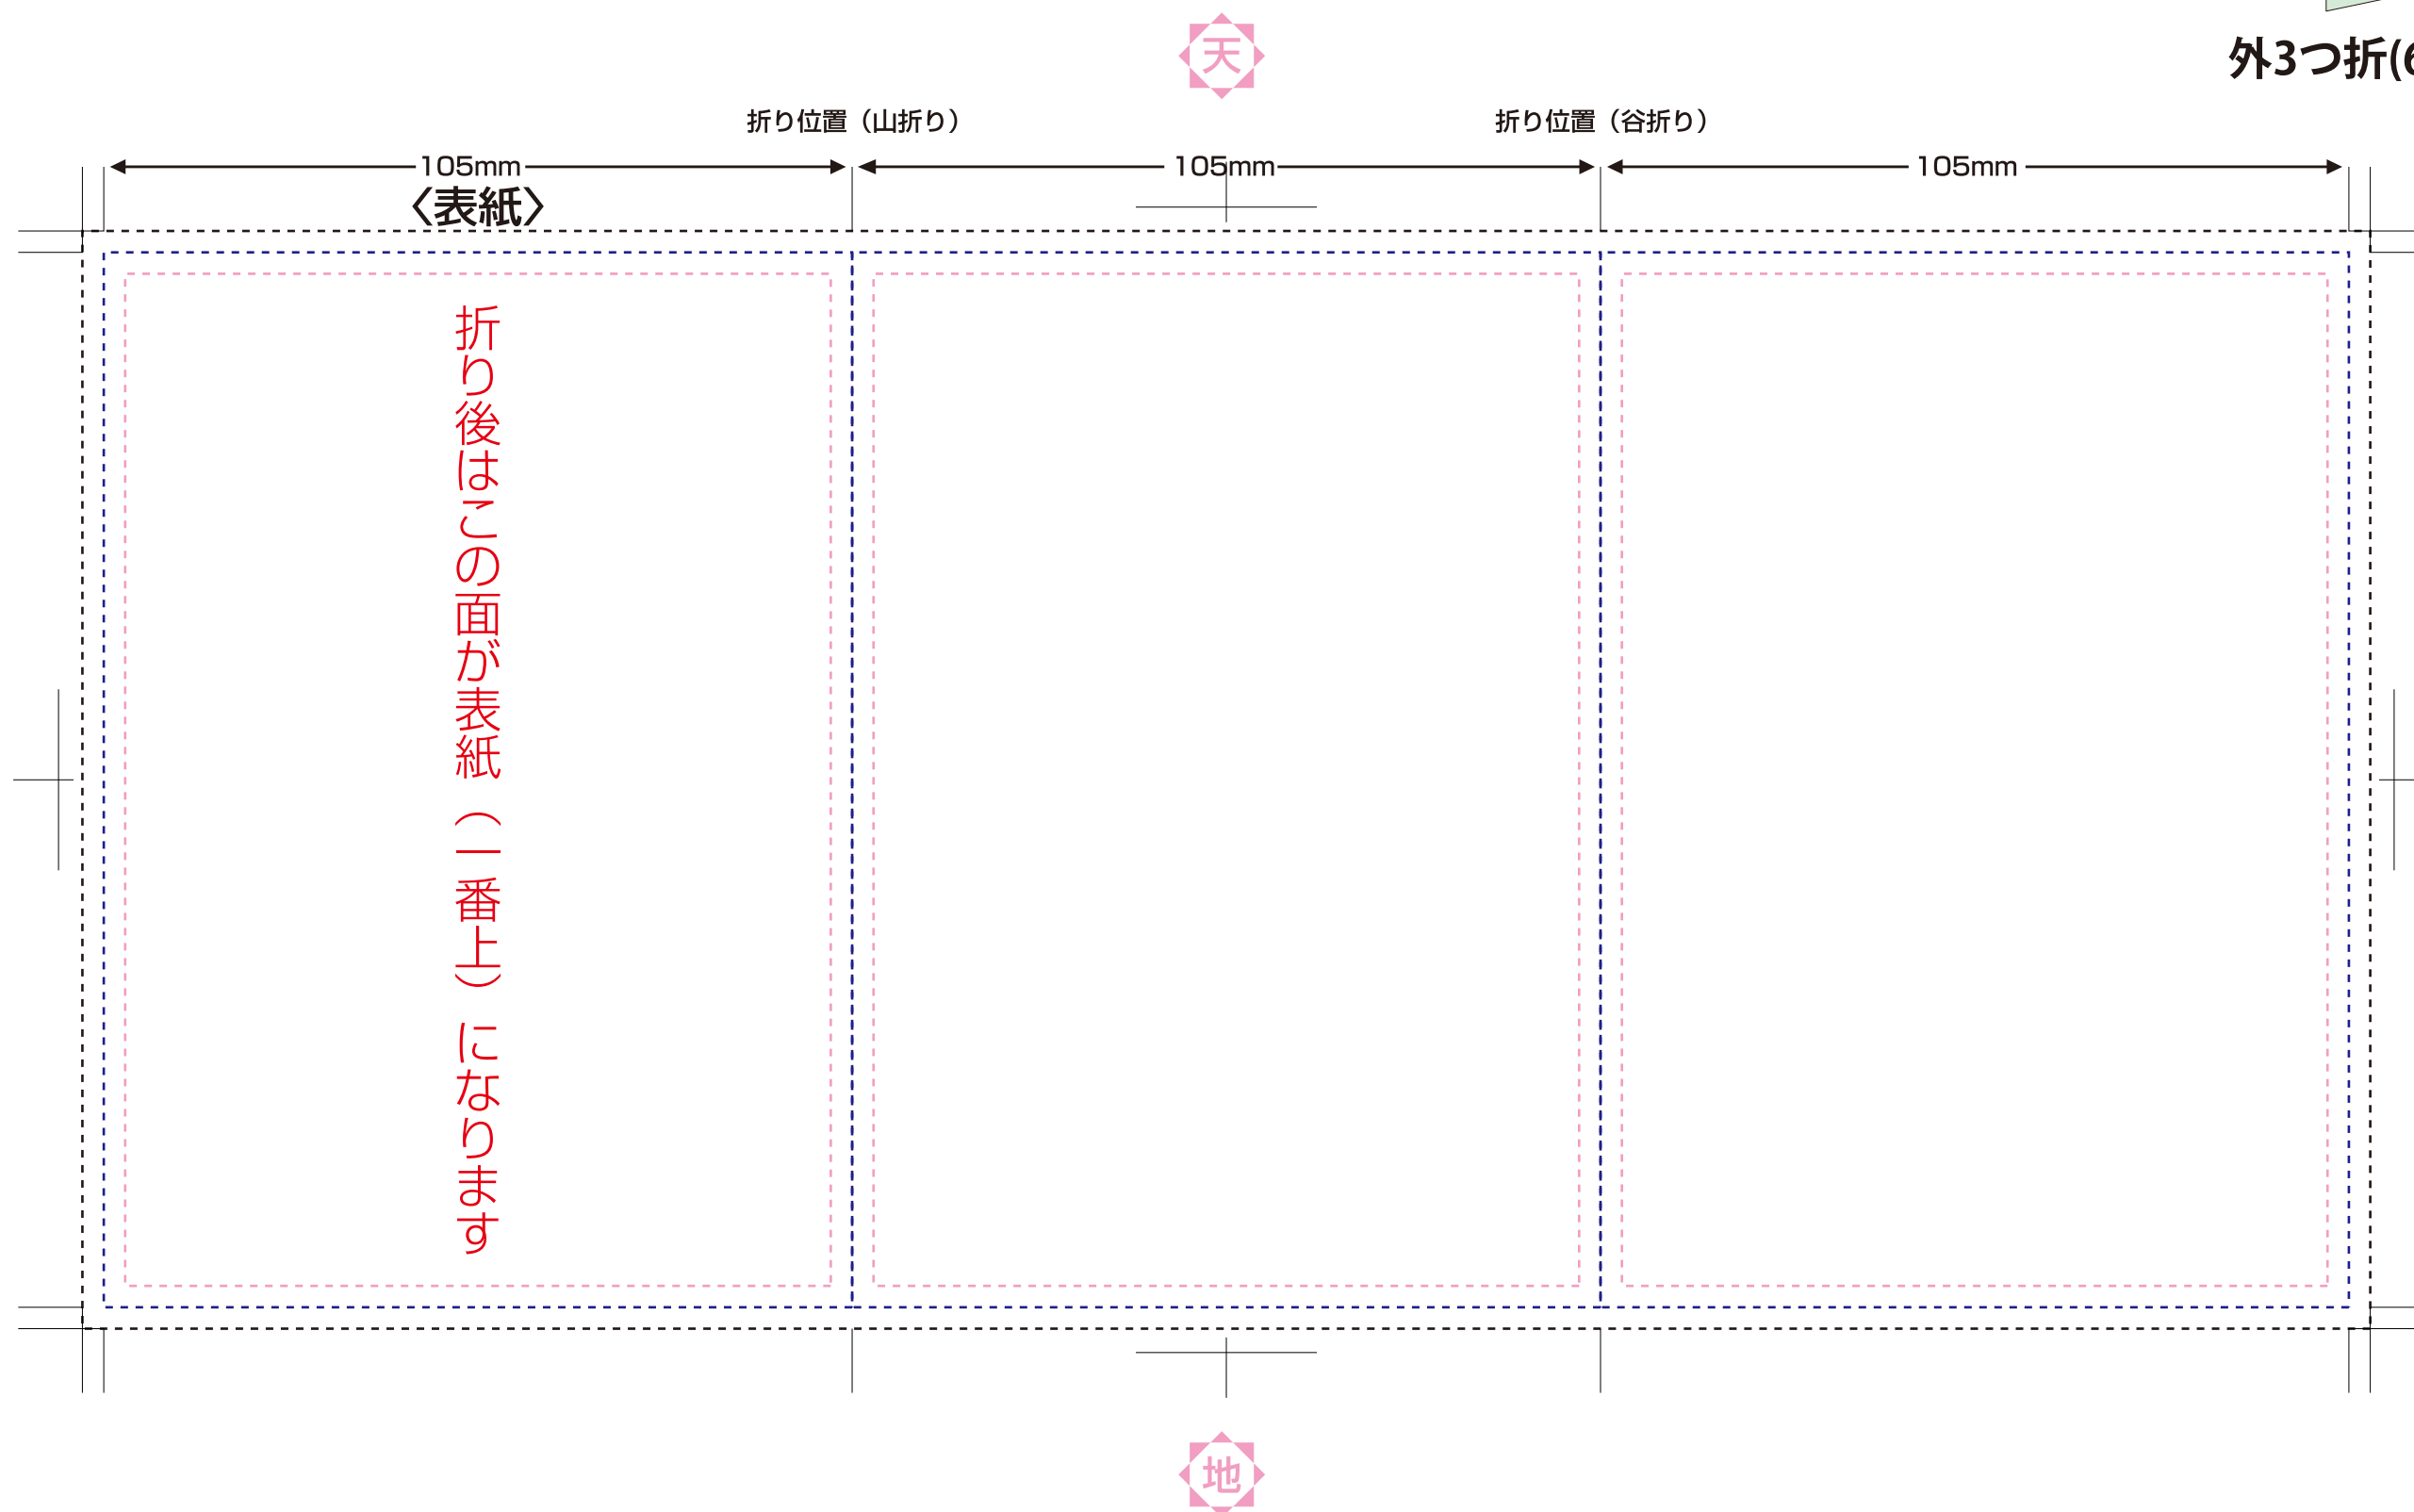 天
外3つ折(
折り位置（山折り）
折り位置（谷折り）
105mm
105mm
105mm
〈表紙〉
折り後はこの面が表紙（一番上）になります
地